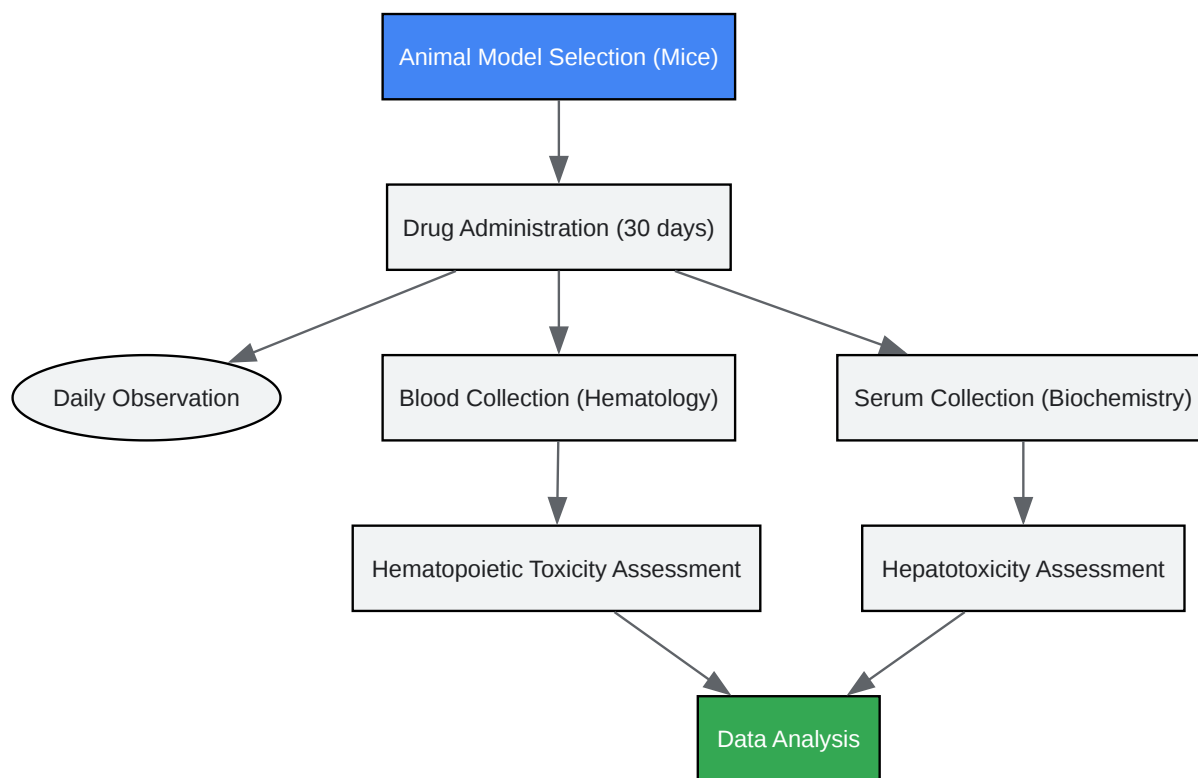 Animal Model Selection (Mice)
Drug Administration (30 days)
Daily Observation
Blood Collection (Hematology)
Serum Collection (Biochemistry)
Hematopoietic Toxicity Assessment
Hepatotoxicity Assessment
Data Analysis